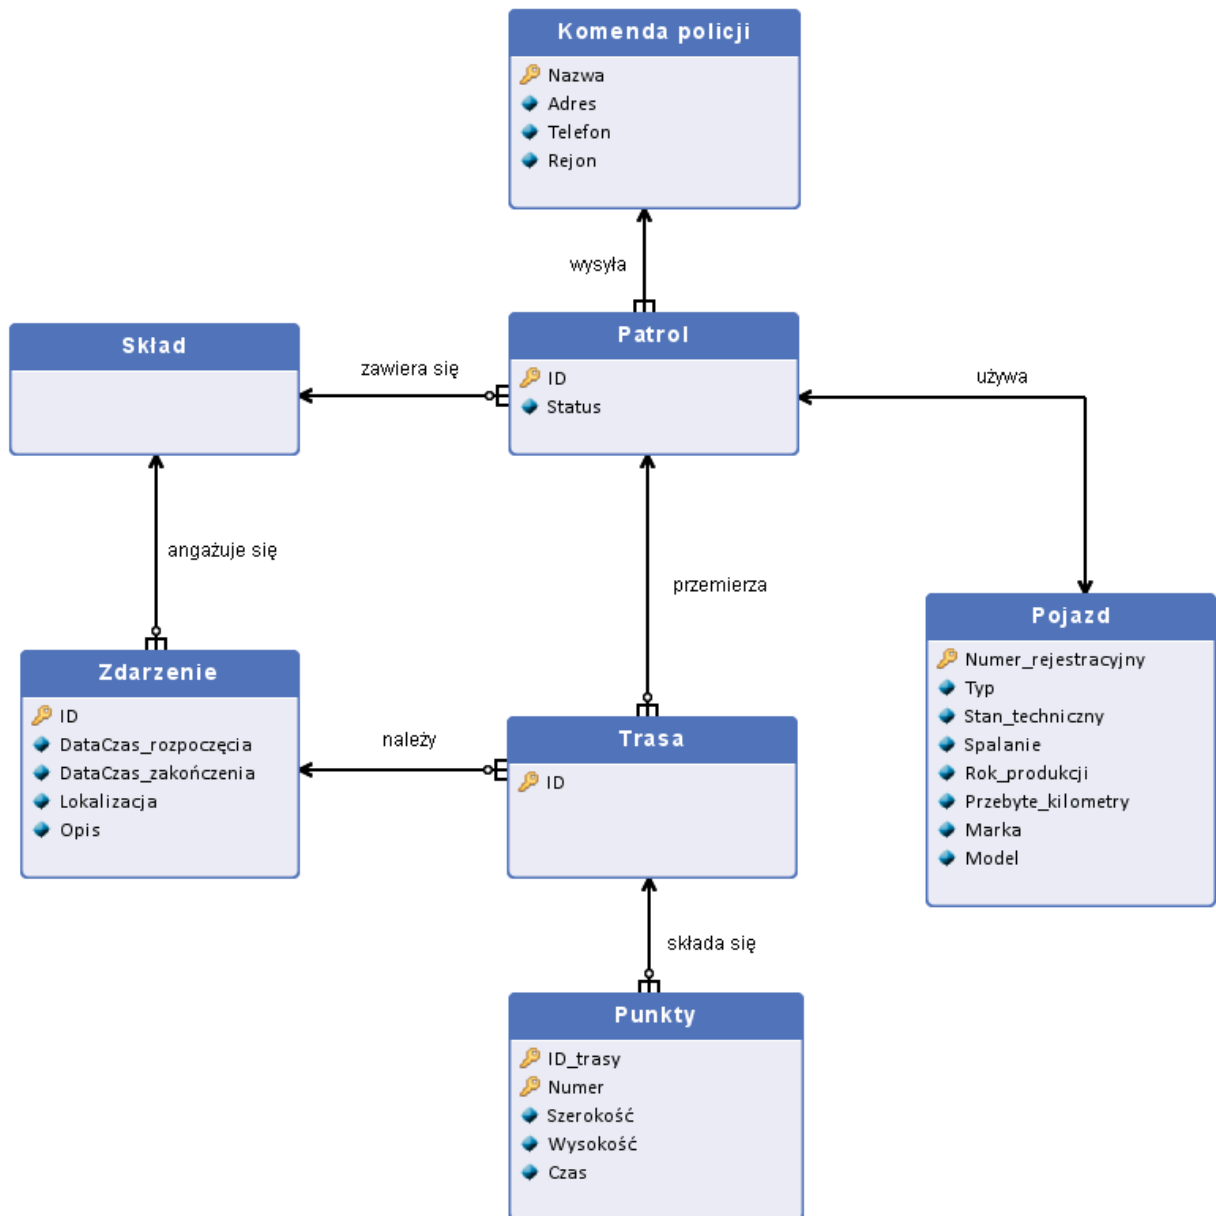 Komenda policji
Nazwa
Adres
Telefon
Rejon
wysyła
Skład
zawiera się
Patrol
ID
Status
używa
angażuje się
przemierza
Pojazd
Numer_rejestracyjny
Typ
Stan_techniczny
Spalanie
Rok_produkcji
Przebyte_kilometry
Marka
Model
Zdarzenie
ID
DataCzas_rozpoczęcia
DataCzas_zakończenia
Lokalizacja
Opis
należy
Trasa
ID
składa się
Punkty
ID_trasy
Numer
Szerokość
Wysokość
Czas